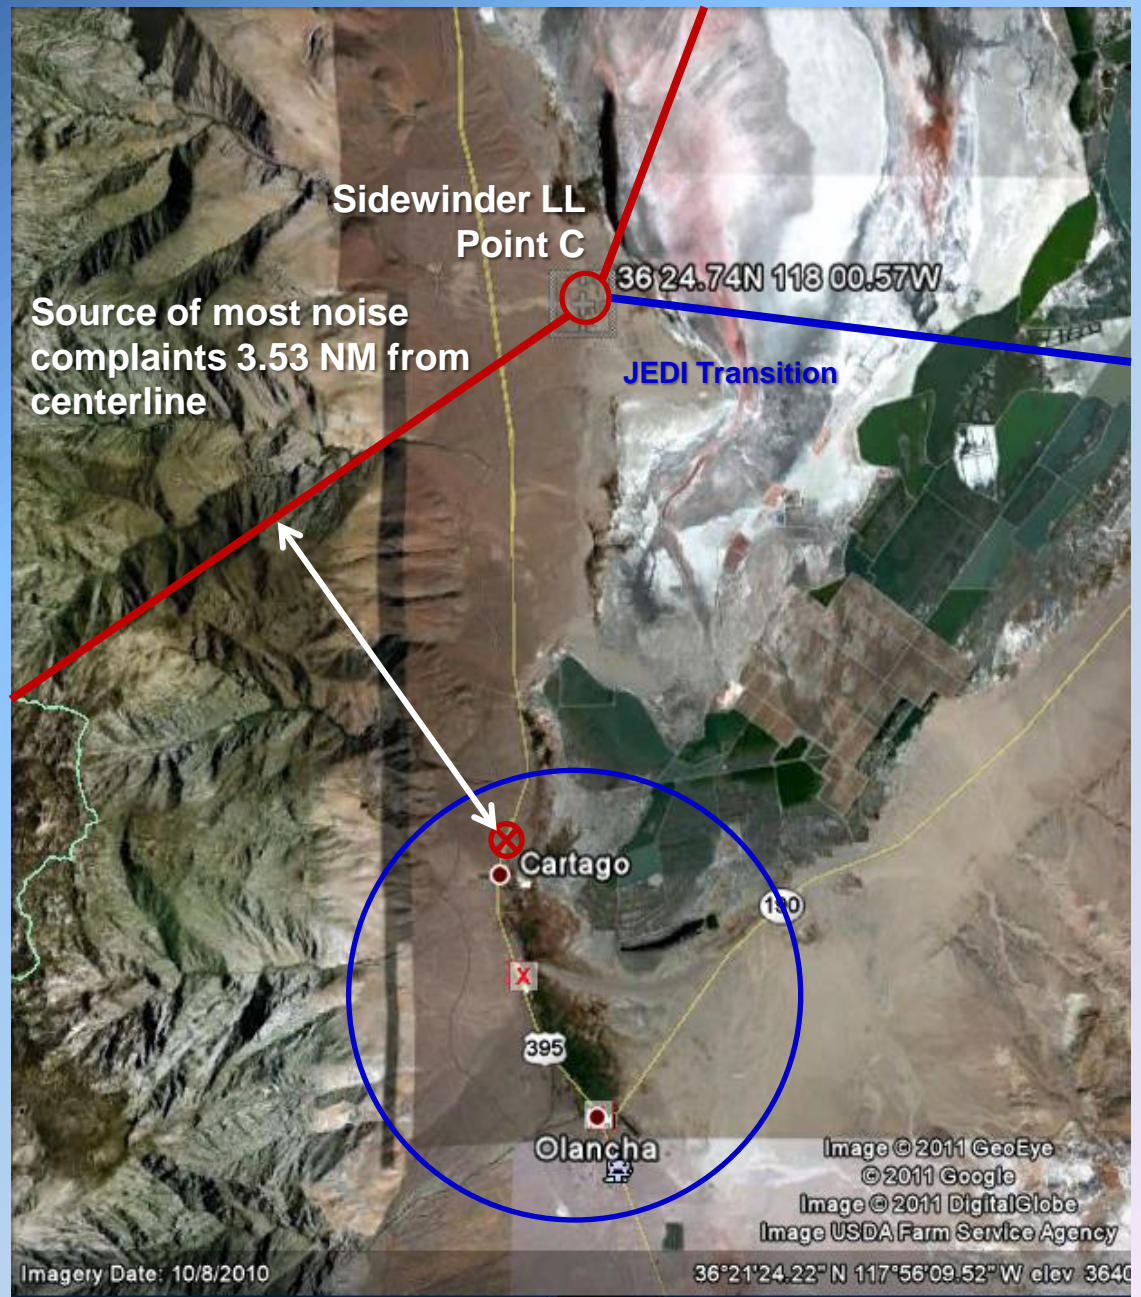 Sidewinder LL
Point C
36 24.74N 118 00.57W
Source of most noise
complaints 3.53 NM from
centerline
JEDI Transition
Cartago
190
X
395
Olancha
Image © 2011 GeoEye
© 2011 Google
Image © 2011 DigitalGlobe
Image USDA Farm Service Agency
Imagery Date: 10/8/2010
36°21'24.22" N 117°56'09.52" W elev 3640